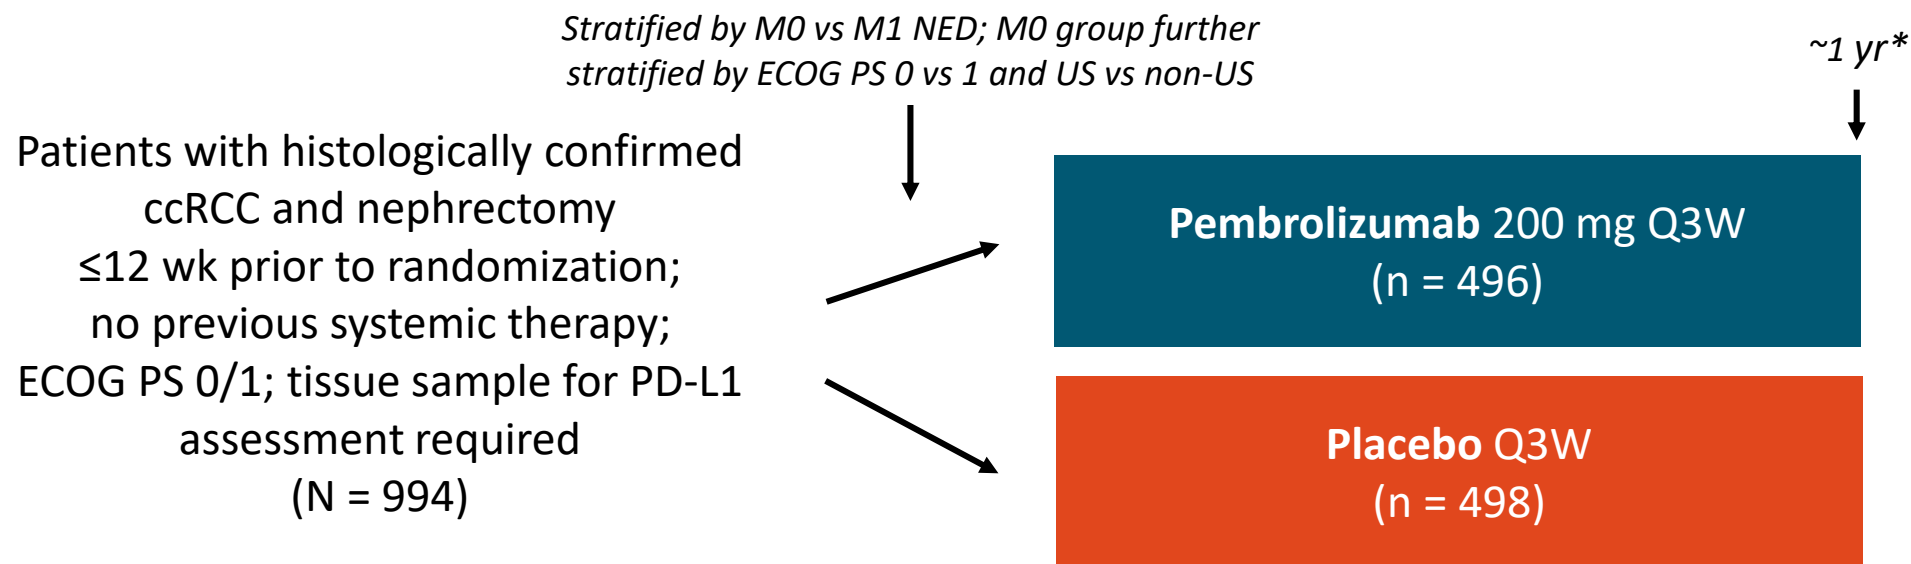 Stratified by M0 vs M1 NED; M0 group further
stratified by ECOG PS 0 vs 1 and US vs non-US
~1 yr*
Patients with histologically confirmed
ccRCC and nephrectomy
≤12 wk prior to randomization;
no previous systemic therapy;
ECOG PS 0/1; tissue sample for PD-L1
assessment required
(N = 994)
Pembrolizumab 200 mg Q3W
(n = 496)
Placebo Q3W
(n = 498)